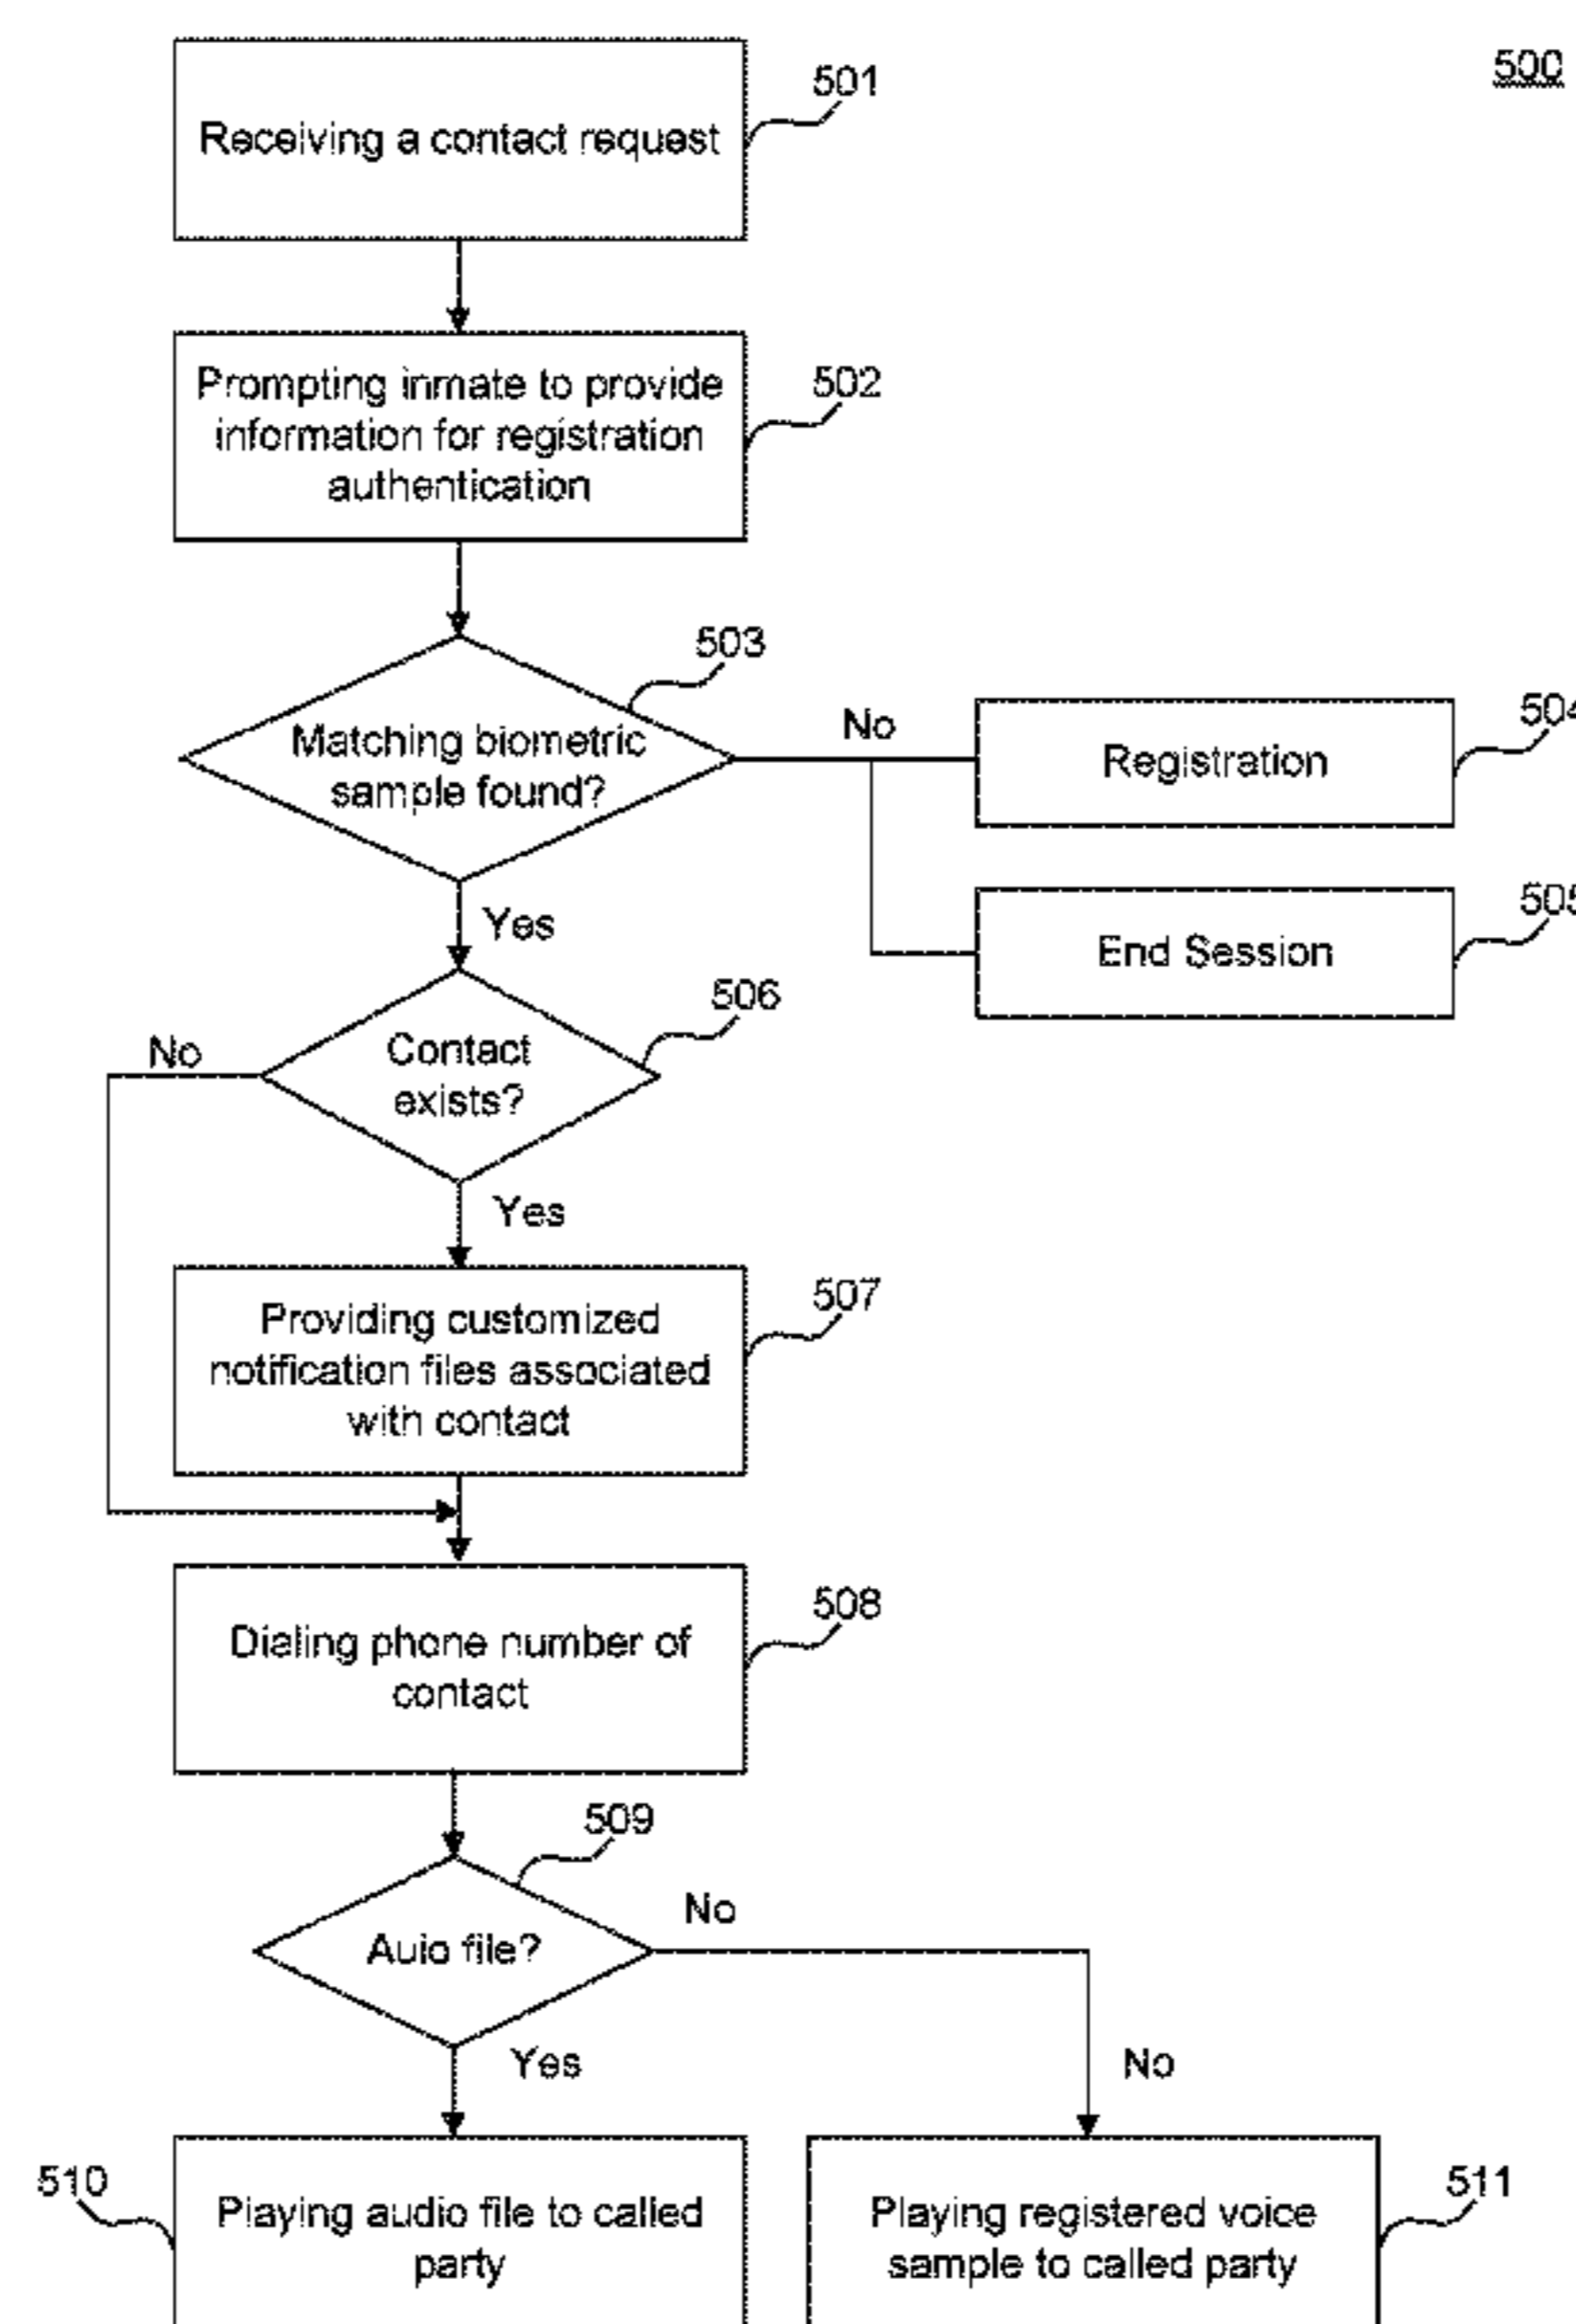 500
Receiving a contact request
501
Prompting inmate to provide
information for registration
authentication
502
503
Matching biometric
sample found?
No
Registration
504
End Session
505
Yes
506
Contact
exists?
No
Yes
Providing customized
notification files associated
with contact
507
Dialing phone number of
contact
508
509
Auio file?
No
Yes
No
510
Playing audio file to called
party
Playing registered voice
sample to called party
511